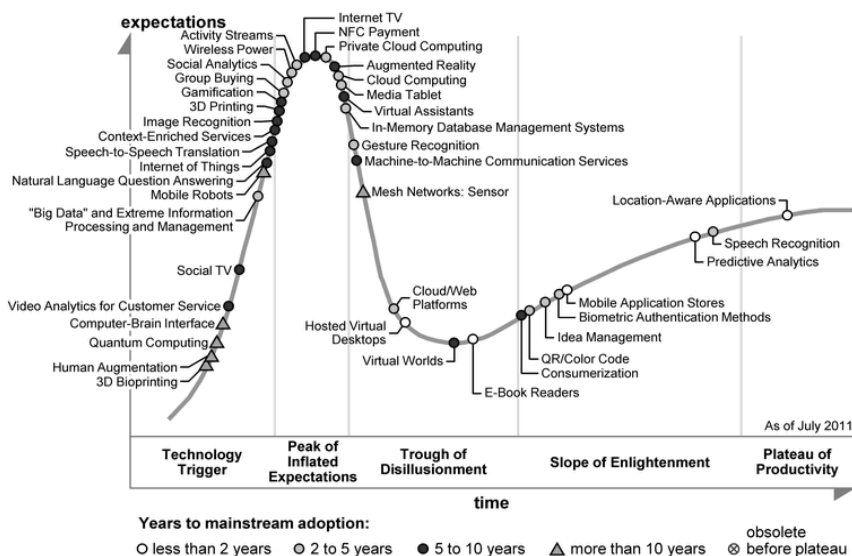 expectations
Internet TV
NFC Payment
Activity Streams
Private Cloud Computing
Wireless Power
Augmented Reality
Social Analytics
Cloud Computing
Group Buying
Media Tablet
Gamification
Virtual Assistants
3D Printing
In-Memory Database Management Systems
Image Recognition
Context-Enriched Services
Gesture Recognition
Speech-to-Speech Translation
Machine-to-Machine Communication Services
Internet of Things
Natural Language Question Answering
Mobile Robots
Mesh Networks: Sensor
"Big Data" and Extreme Information
Processing and Management
Location-Aware Applications
Speech Recognition
Predictive Analytics
Social TV
Video Analytics for Customer Service
Cloud/Web
Platforms
Mobile Application Stores
Biometric Authentication Methods
Computer-Brain Interface
Hosted Virtual
Desktops
Idea Management
Quantum Computing
Virtual Worlds
QR/Color Code
Human Augmentation
Consumerization
3D Bioprinting
E-Book Readers
As of July 2011
Technology
Trigger
Peak of
Inflated
Expectations
Trough of
Disillusionment
Slope of Enlightenment
Plateau of
Productivity
time
Years to mainstream adoption:
less than 2 years
2 to 5 years
5 to 10 years
more than 10 years
obsolete
before plateau